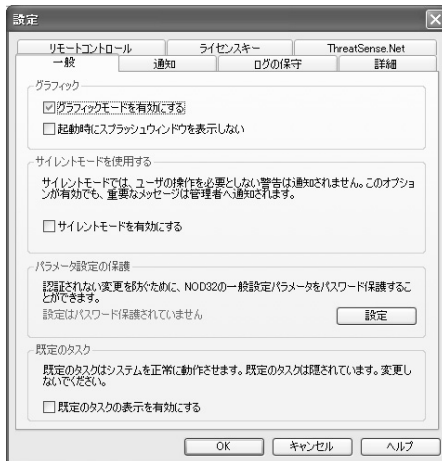 設定
リモートコントロール ライセンスキー ThreatSense.Net
一般 通知 ログの保守 詳細
グラフィック
グラフィックモードを有効にする
起動時にスプラッシュウィンドウを表示しない
サイレントモードを使用する
サイレントモードでは、ユーザの操作を必要としない警告は通知されません。このオプショ
ンが有効でも、重要なメッセージは管理者へ通知されます。
サイレントモードを有効にする
パラメータ設定の保護
認証されない変更を防ぐために、NOD32の一般設定パラメータをパスワード保護するこ
とができます。
設定はパスワード保護されていません 設定
既定のタスク
既定のタスクはシステムを正常に動作させます。既定のタスクは隠されています。変更し
ないでください。
既定のタスクの表示を有効にする
OK キャンセル ヘルプ